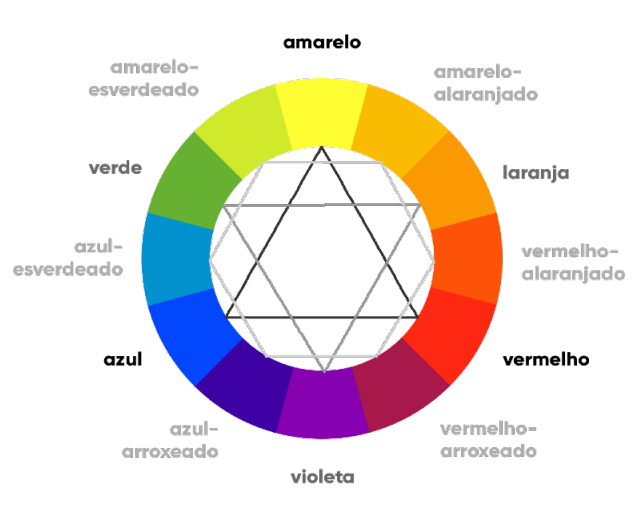 amarelo
amarelo-
esverdeado
amarelo-
alaranjado
verde
laranja
azul-
esverdeado
vermelho-
alaranjado
azul
vermelho
azul-
arroxeado
vermelho-
arroxeado
violeta